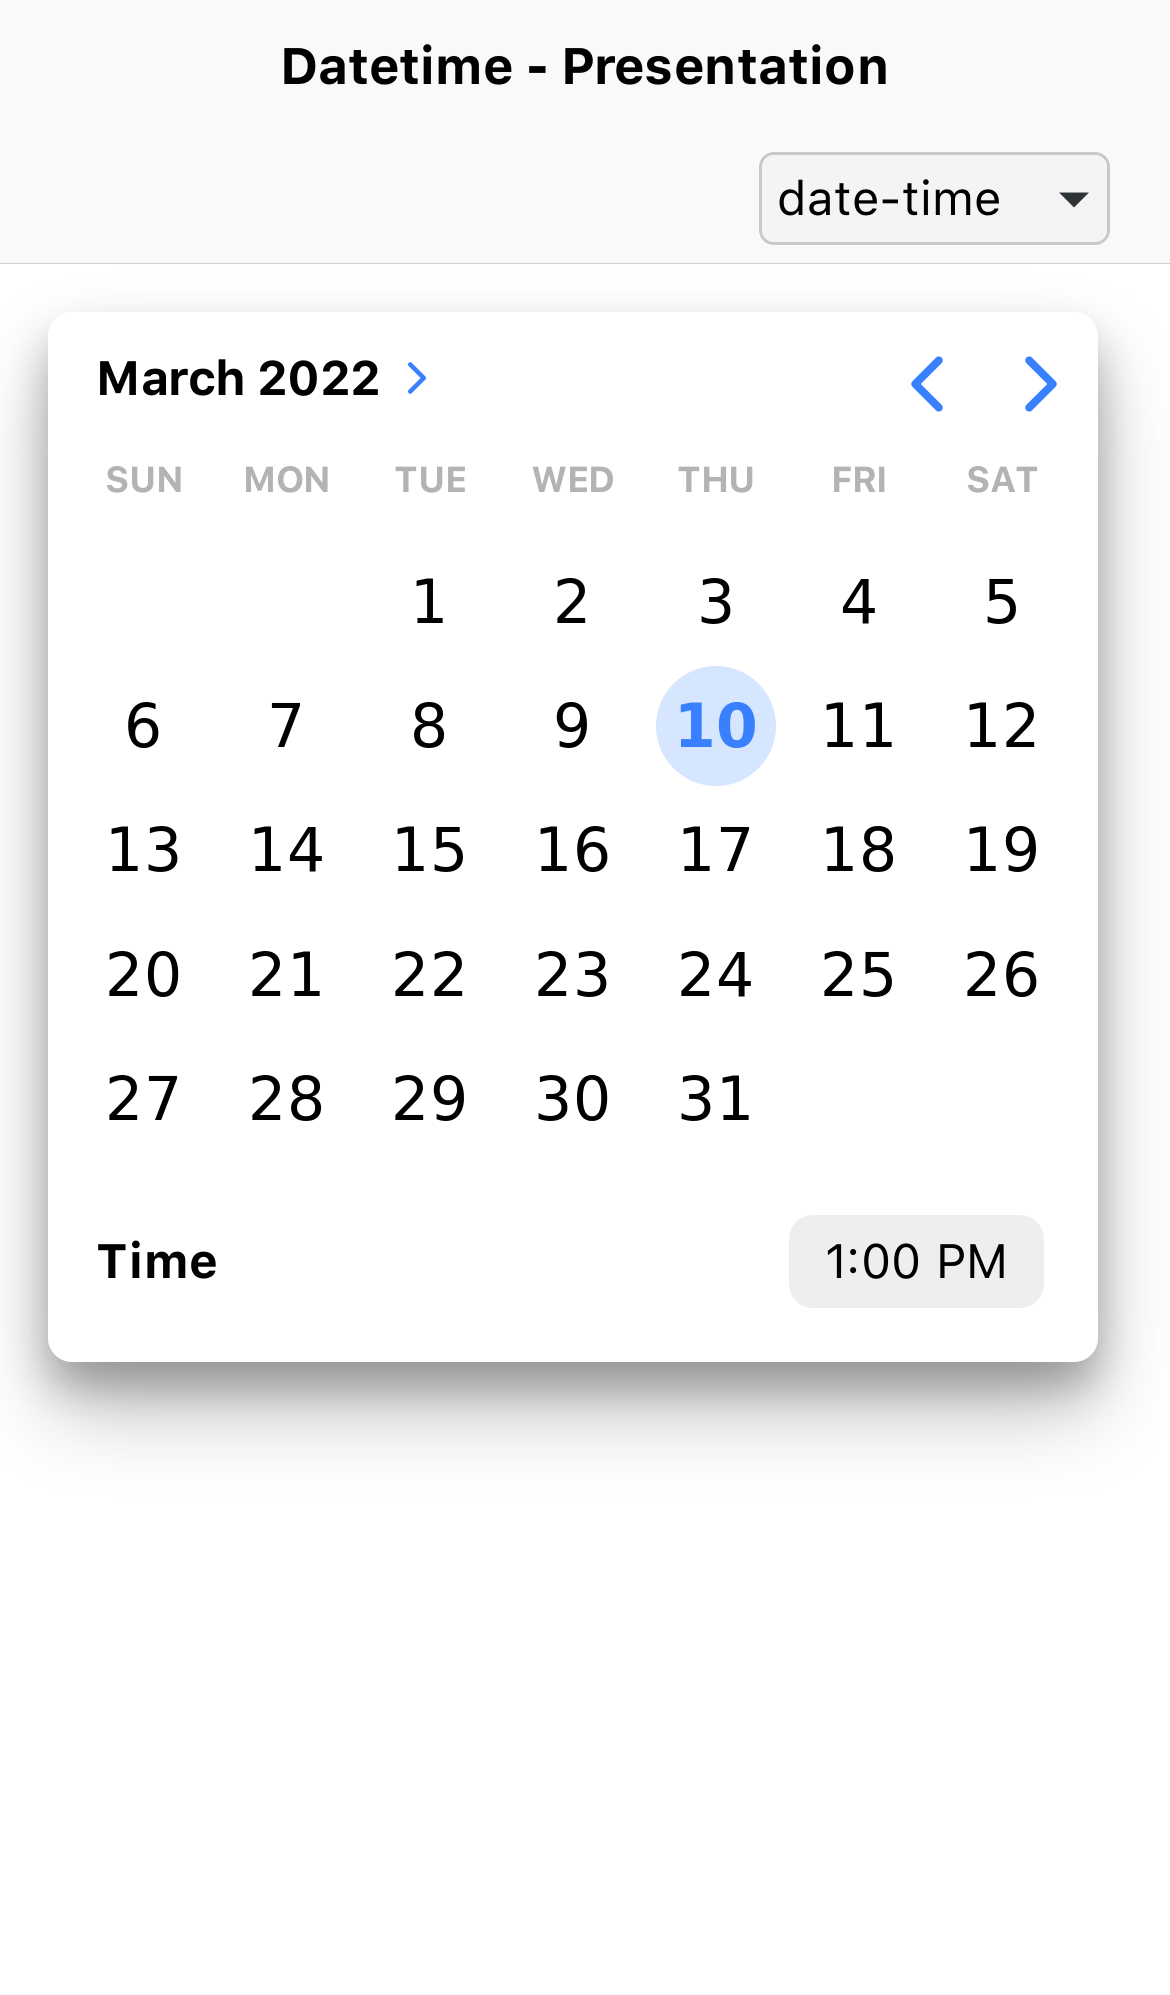 Datetime - Presentation
date-time
March 2022
SUN MON TUE WED THU FRI SAT
1 2 3 4 5
6 7 8 9 10 11 12
13 14 15 16 17 18 19
20 21 22 23 24 25 26
27 28 29 30 31
Time 1:00 PM